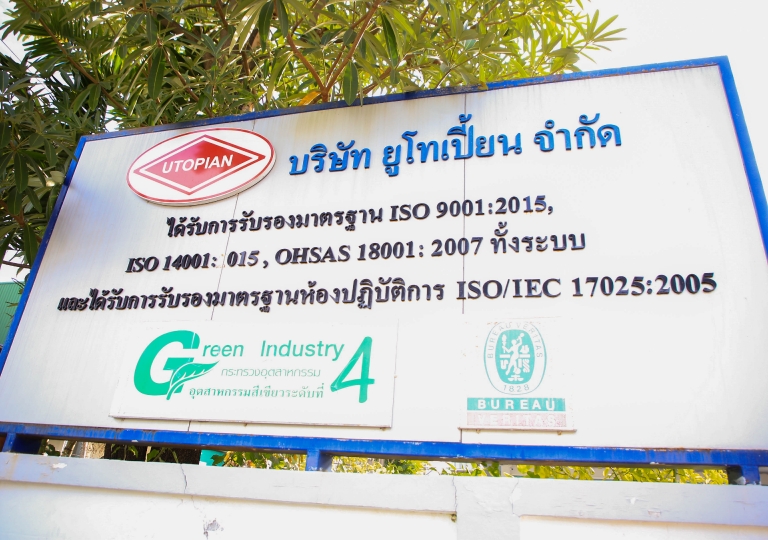 UTOPIAN
บริษัท ยูโทเปี้ยน จำกัด
ได้รับการรับรองมาตรฐาน ISO 9001:2015,
ISO 14001: 015 , OHSAS 18001: 2007 ทั้งระบบ
และได้รับการรับรองมาตรฐานห้องปฏิบัติการ ISO/IEC 17025:2005
Green Industry 4
กระทรวงอุตสาหกรรม
อุตสาหกรรมสีเขียวระดับที่
BUREAU VERITAS
1828
BUREAU